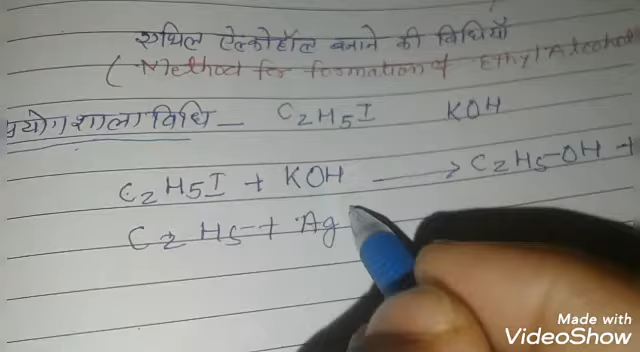 एथिल ऐल्कोहॉल बनाने की विधियाँ
( Method for formation of Ethyl Alcohol
प्रयोगशाला विधि – C2H5I KOH
C2H5I + KOH → C2H5-OH +
C2H5 + Ag
Made with
VideoShow